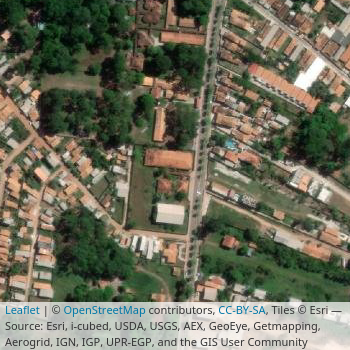 Leaflet | © OpenStreetMap contributors, CC-BY-SA, Tiles © Esri —
Source: Esri, i-cubed, USDA, USGS, AEX, GeoEye, Getmapping,
Aerogrid, IGN, IGP, UPR-EGP, and the GIS User Community